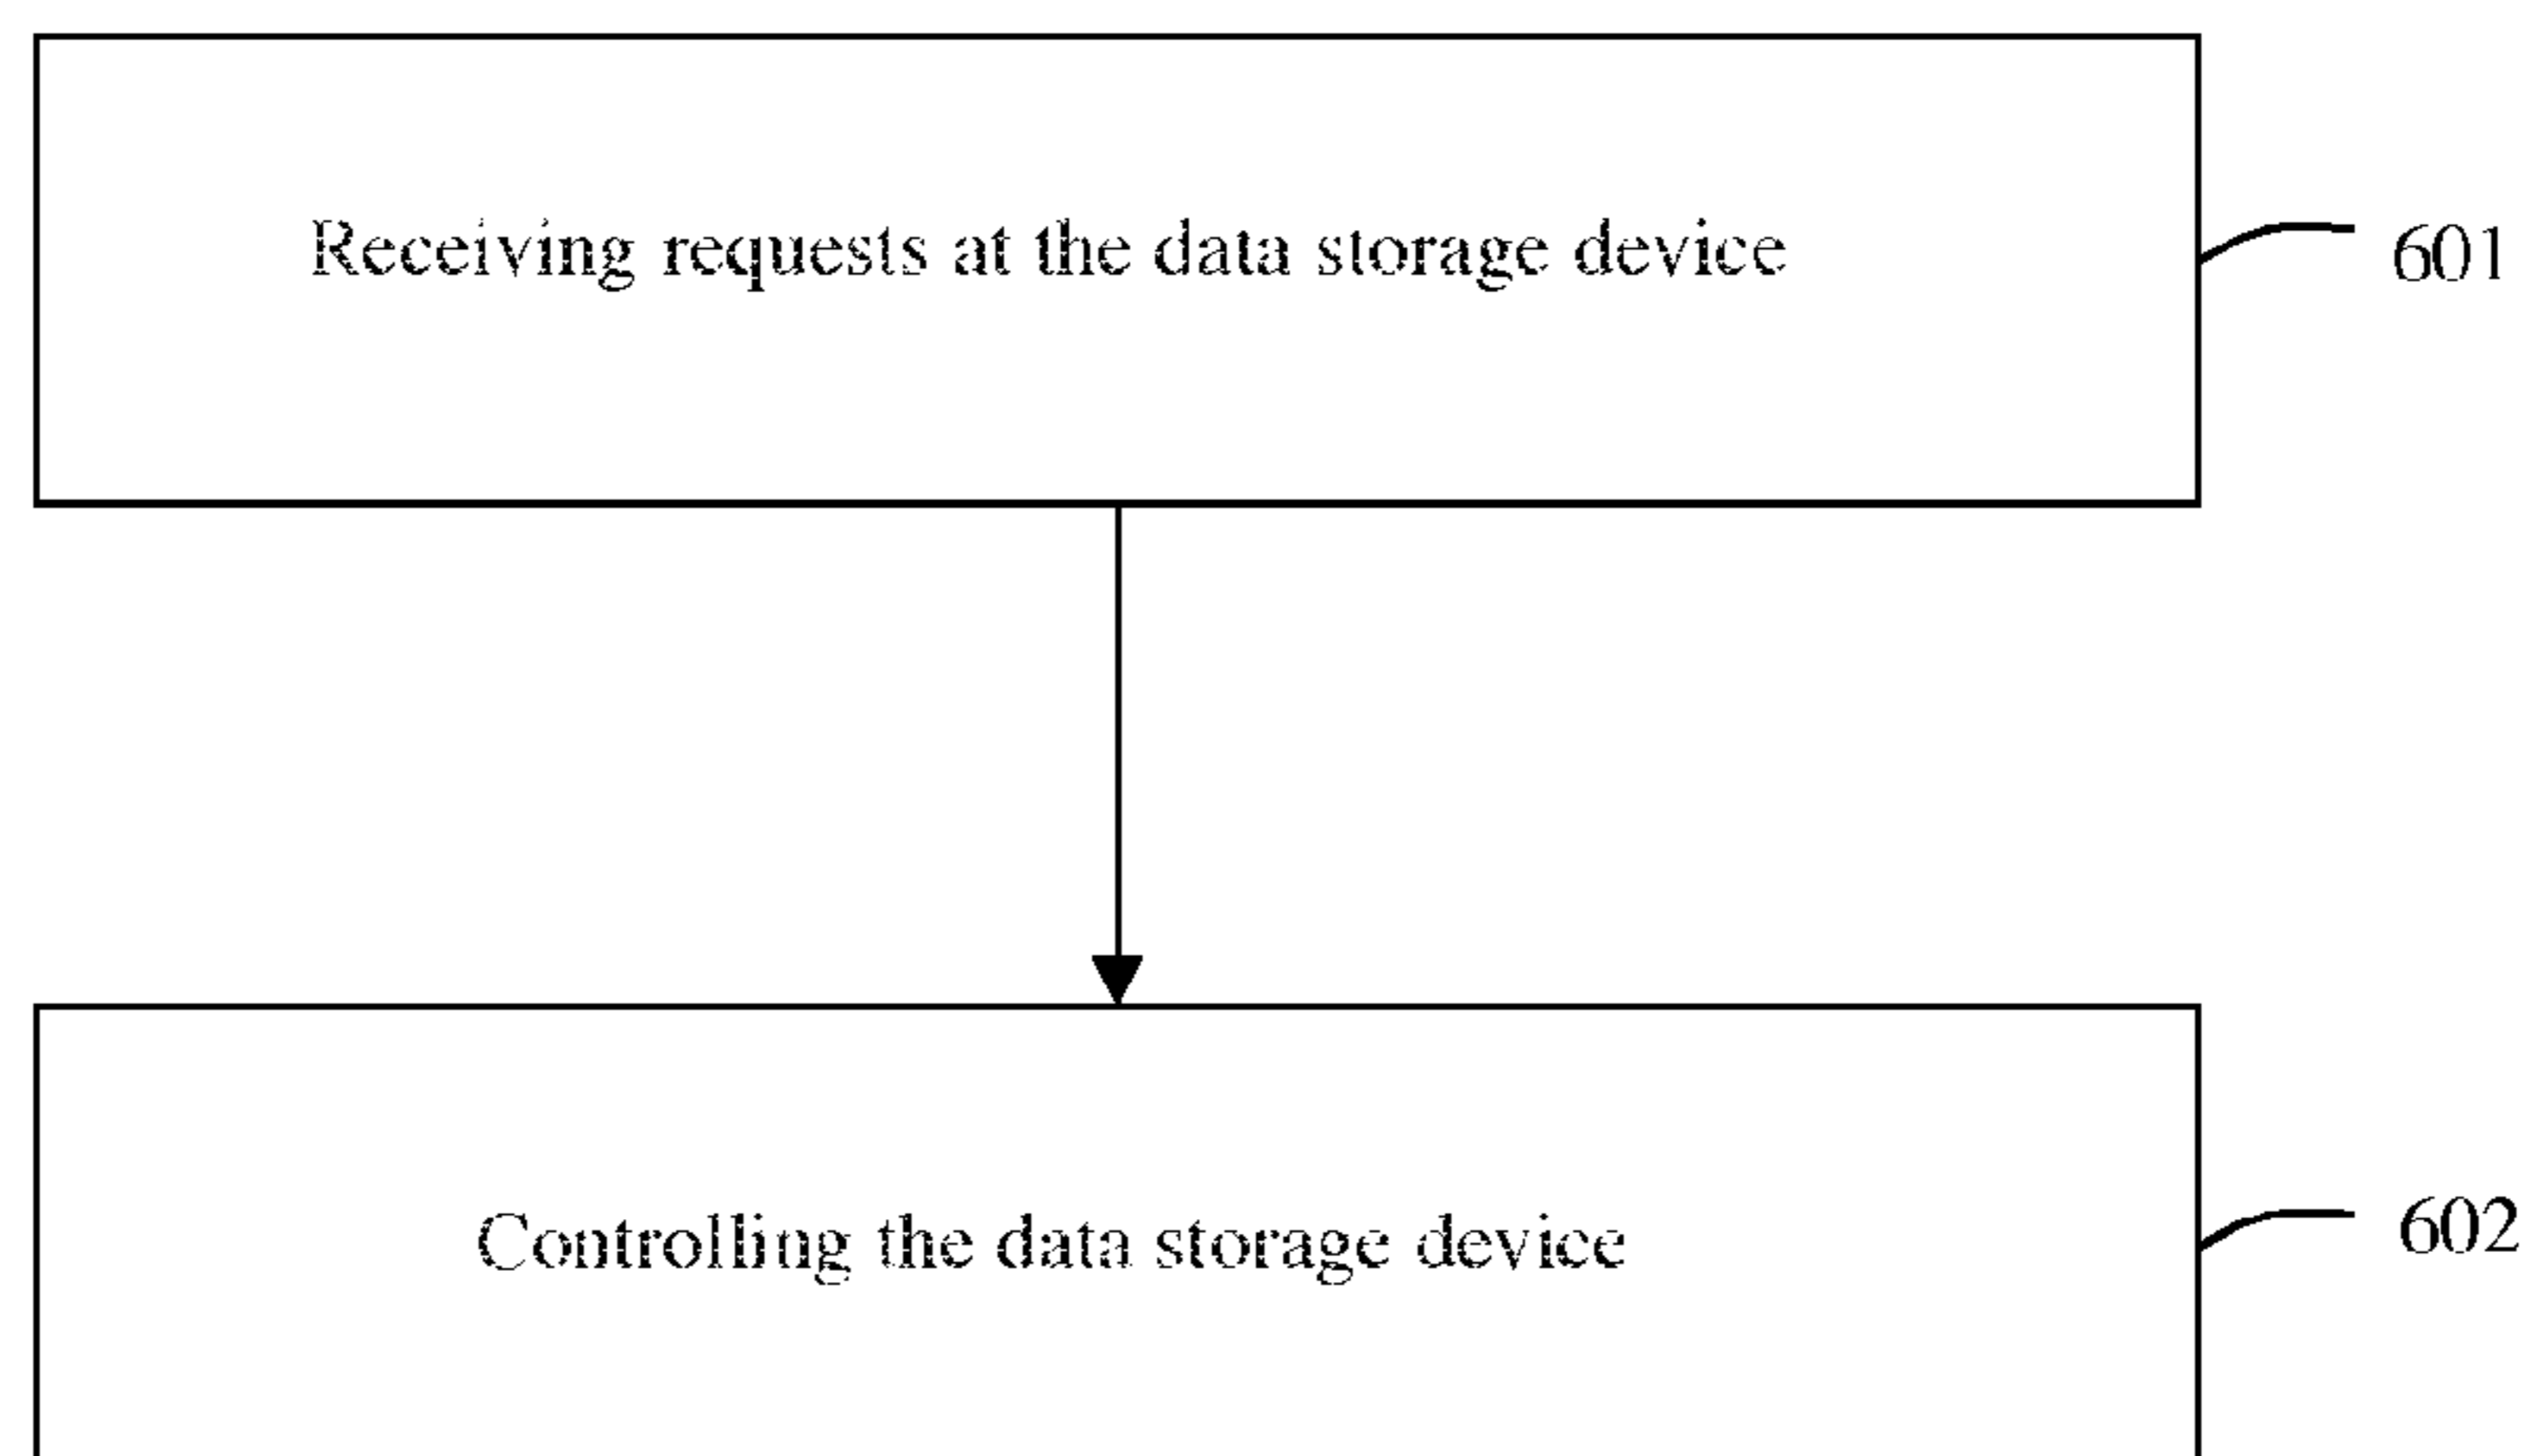 Receiving requests at the data storage device
601
Controlling the data storage device
602